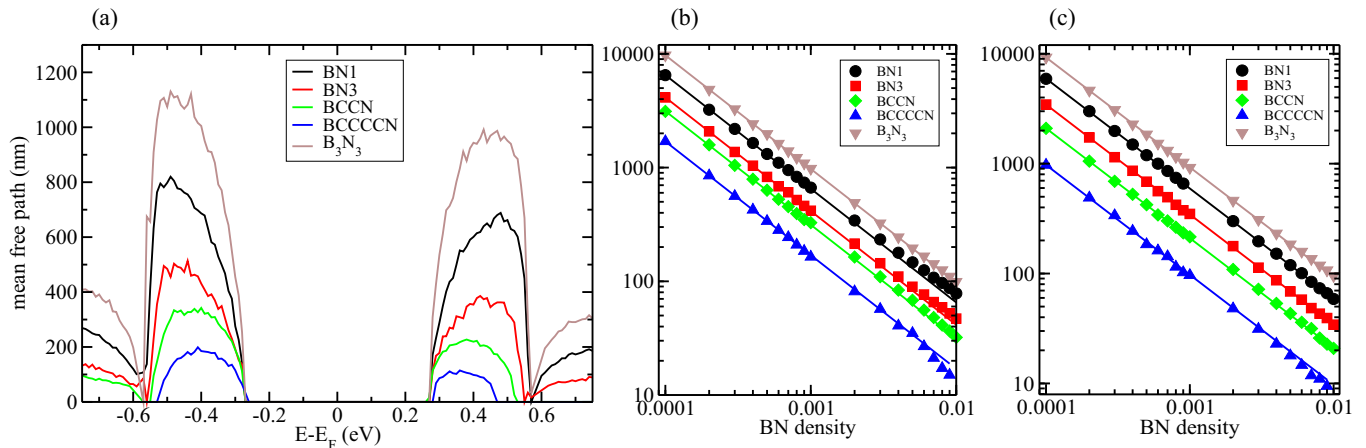 (a)
mean free path (nm)
1200
1000
800
600
400
200
0
-0.6
-0.4
-0.2
0
0.2
0.4
0.6
E-E_F (eV)
BN1
BN3
BCCN
BCCCCN
B₃N₃
(b)
10000
1000
100
10
0.0001
0.001
0.01
BN density
BN1
BN3
BCCN
BCCCCN
B₃N₃
(c)
10000
1000
100
10
0.0001
0.001
0.01
BN density
BN1
BN3
BCCN
BCCCCN
B₃N₃